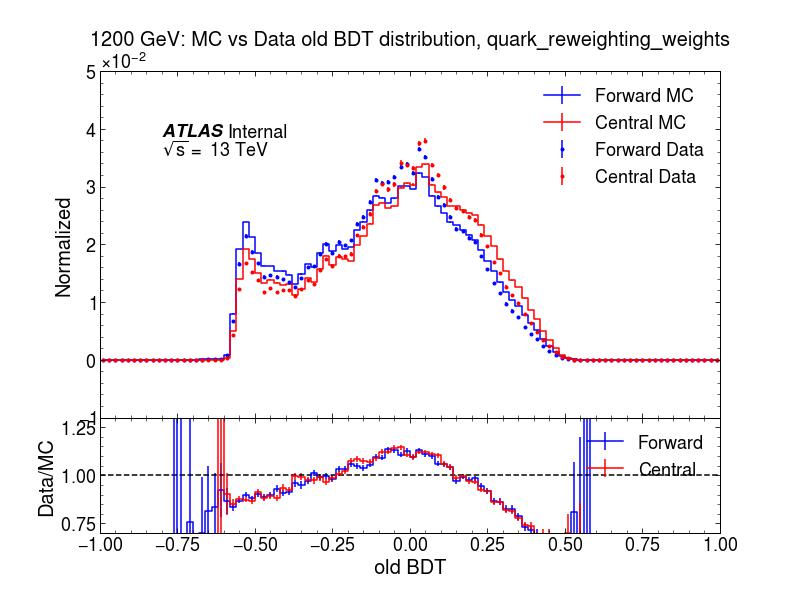 1200 GeV: MC vs Data old BDT distribution, quark_reweighting_weights
×10⁻²
5
4
3
2
1
0
−1
Normalized
ATLAS Internal
√s = 13 TeV
Forward MC
Central MC
Forward Data
Central Data
1.25
1.00
0.75
Data/MC
Forward
Central
−1.00 −0.75 −0.50 −0.25 0.00 0.25 0.50 0.75 1.00
old BDT